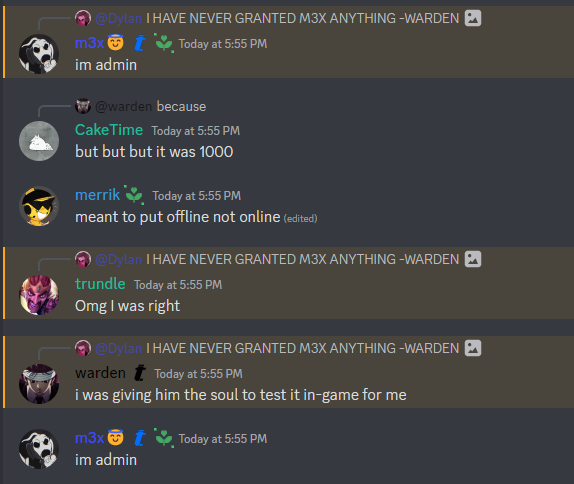 @Dylan I HAVE NEVER GRANTED M3X ANYTHING -WARDEN
m3x😇 t Today at 5:55 PM
im admin
@warden because
CakeTime Today at 5:55 PM
but but but it was 1000
merrik Today at 5:55 PM
meant to put offline not online (edited)
@Dylan I HAVE NEVER GRANTED M3X ANYTHING -WARDEN
trundle Today at 5:55 PM
Omg I was right
@Dylan I HAVE NEVER GRANTED M3X ANYTHING -WARDEN
warden t Today at 5:55 PM
i was giving him the soul to test it in-game for me
m3x😇 t Today at 5:55 PM
im admin